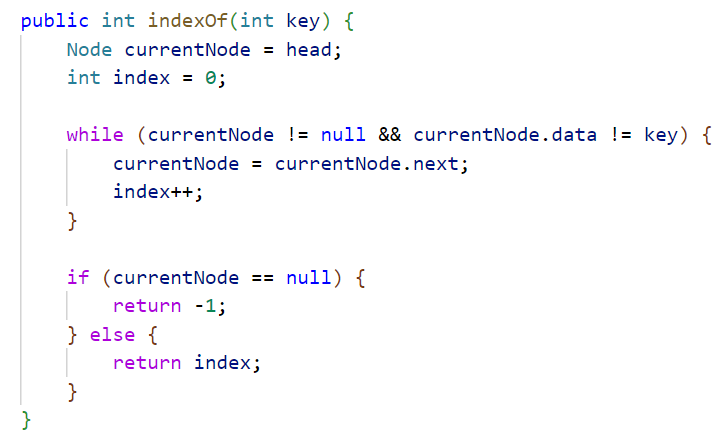 public int indexOf(int key) {
    Node currentNode = head;
    int index = 0;

    while (currentNode != null && currentNode.data != key) {
        currentNode = currentNode.next;
        index++;
    }

    if (currentNode == null) {
        return -1;
    } else {
        return index;
    }
}